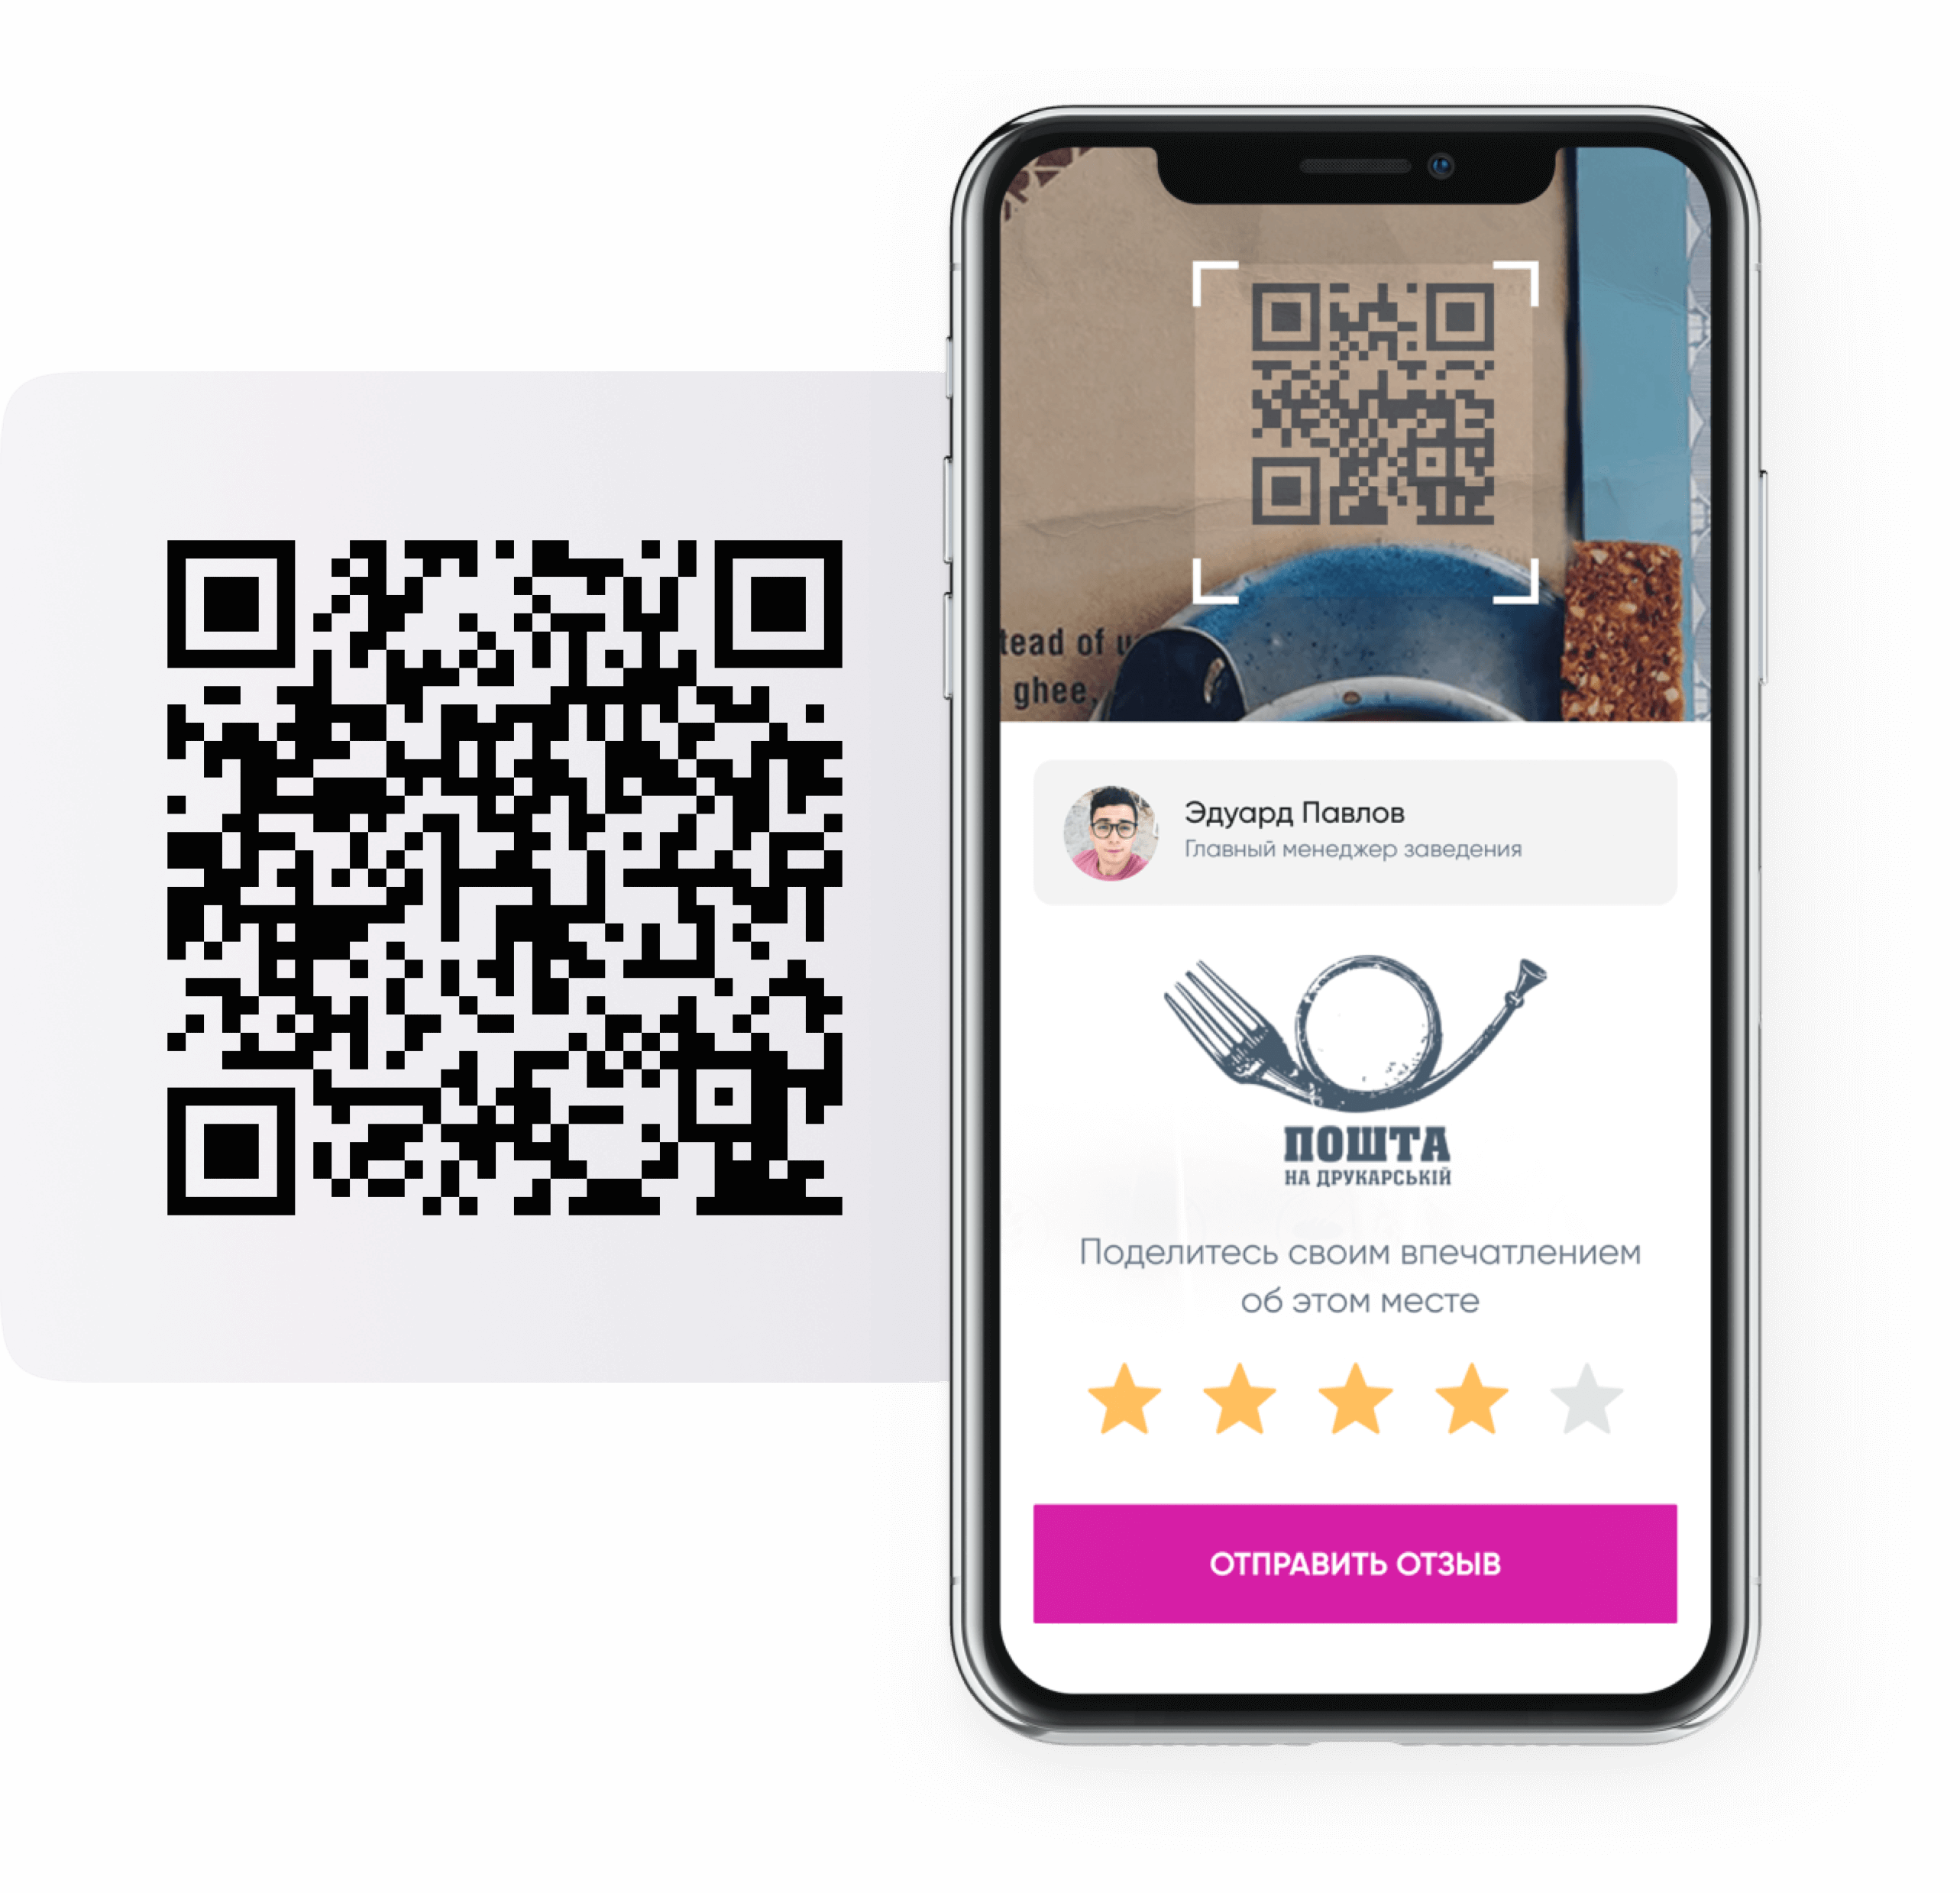 tead of u
ghee,
Эдуард Павлов
Главный менеджер заведения
ПОШТА
НА ДРУКАРСЬКІЙ
Поделитесь своим впечатлением
об этом месте
ОТПРАВИТЬ ОТЗЫВ